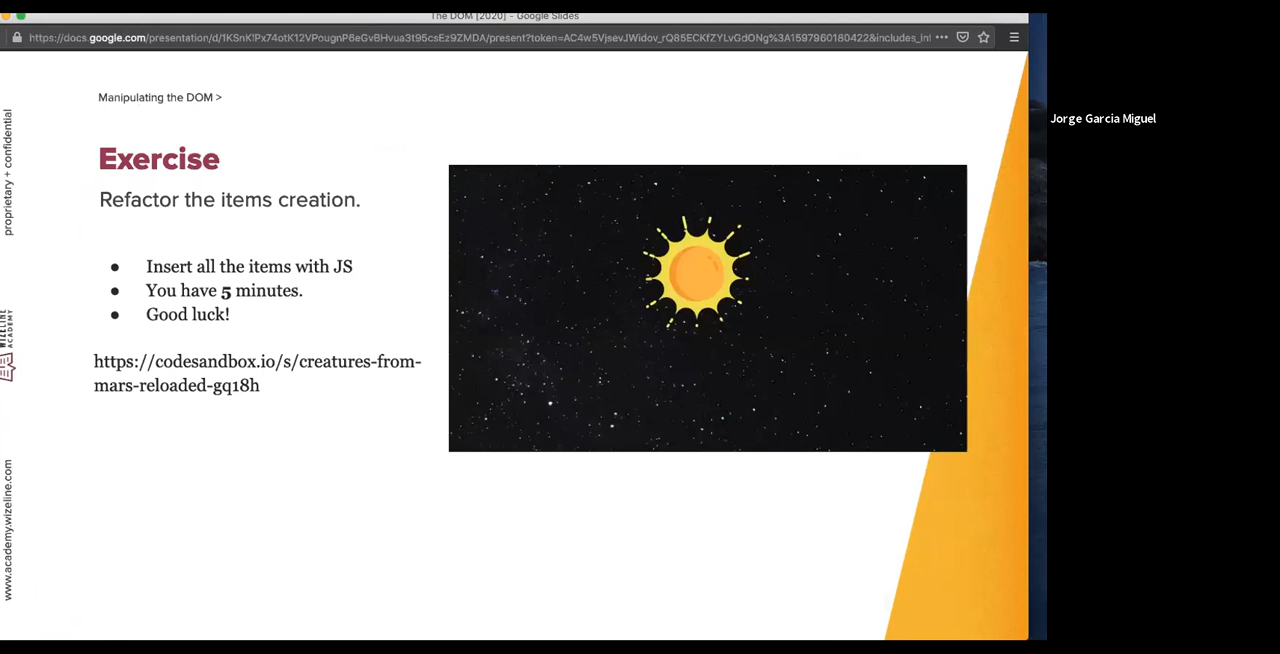 The DOM [2020] - Google Slides
Manipulating the DOM >
Exercise
Refactor the items creation.
● Insert all the items with JS
● You have 5 minutes.
● Good luck!
https://codesandbox.io/s/creatures-from-
mars-reloaded-gq18h
proprietary + confidential
WIZELINE
ACADEMY
www.academy.wizeline.com
Jorge Garcia Miguel